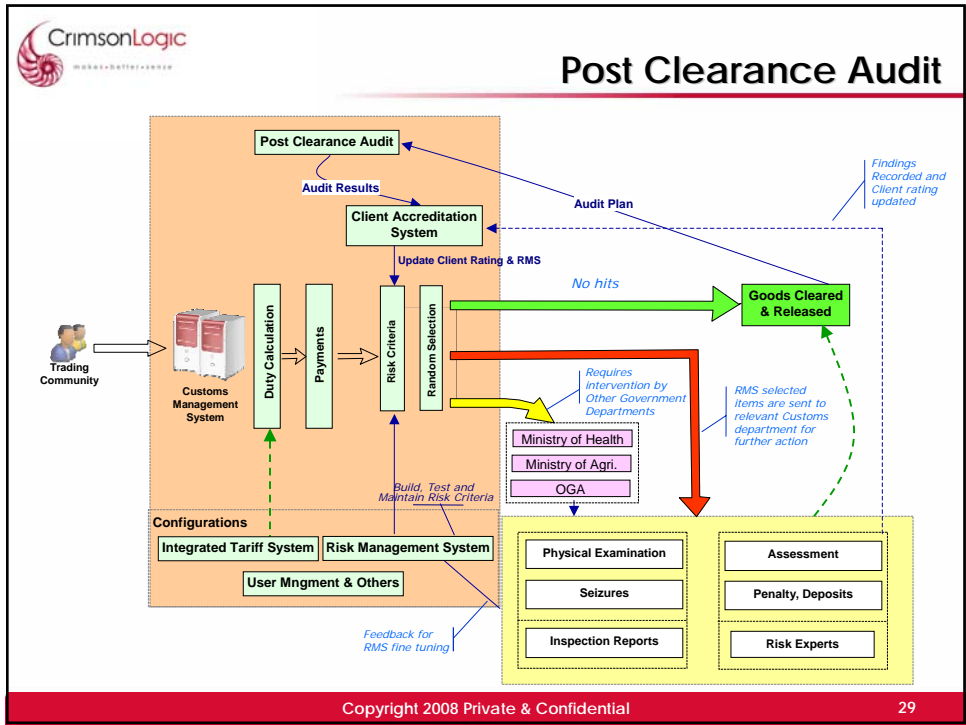 CrimsonLogic
makes-better-sense
Post Clearance Audit
Post Clearance Audit
Audit Results
Client Accreditation
System
Update Client Rating & RMS
Audit Plan
Findings
Recorded and
Client rating
updated
No hits
Goods Cleared
& Released
Trading
Community
Customs
Management
System
Duty Calculation
Payments
Risk Criteria
Random Selection
Requires
intervention by
Other Government
Departments
RMS selected
items are sent to
relevant Customs
department for
further action
Ministry of Health
Ministry of Agri.
OGA
Build, Test and
Maintain Risk Criteria
Configurations
Integrated Tariff System
Risk Management System
User Mngment & Others
Physical Examination
Seizures
Inspection Reports
Assessment
Penalty, Deposits
Risk Experts
Feedback for
RMS fine tuning
Copyright 2008 Private & Confidential
29